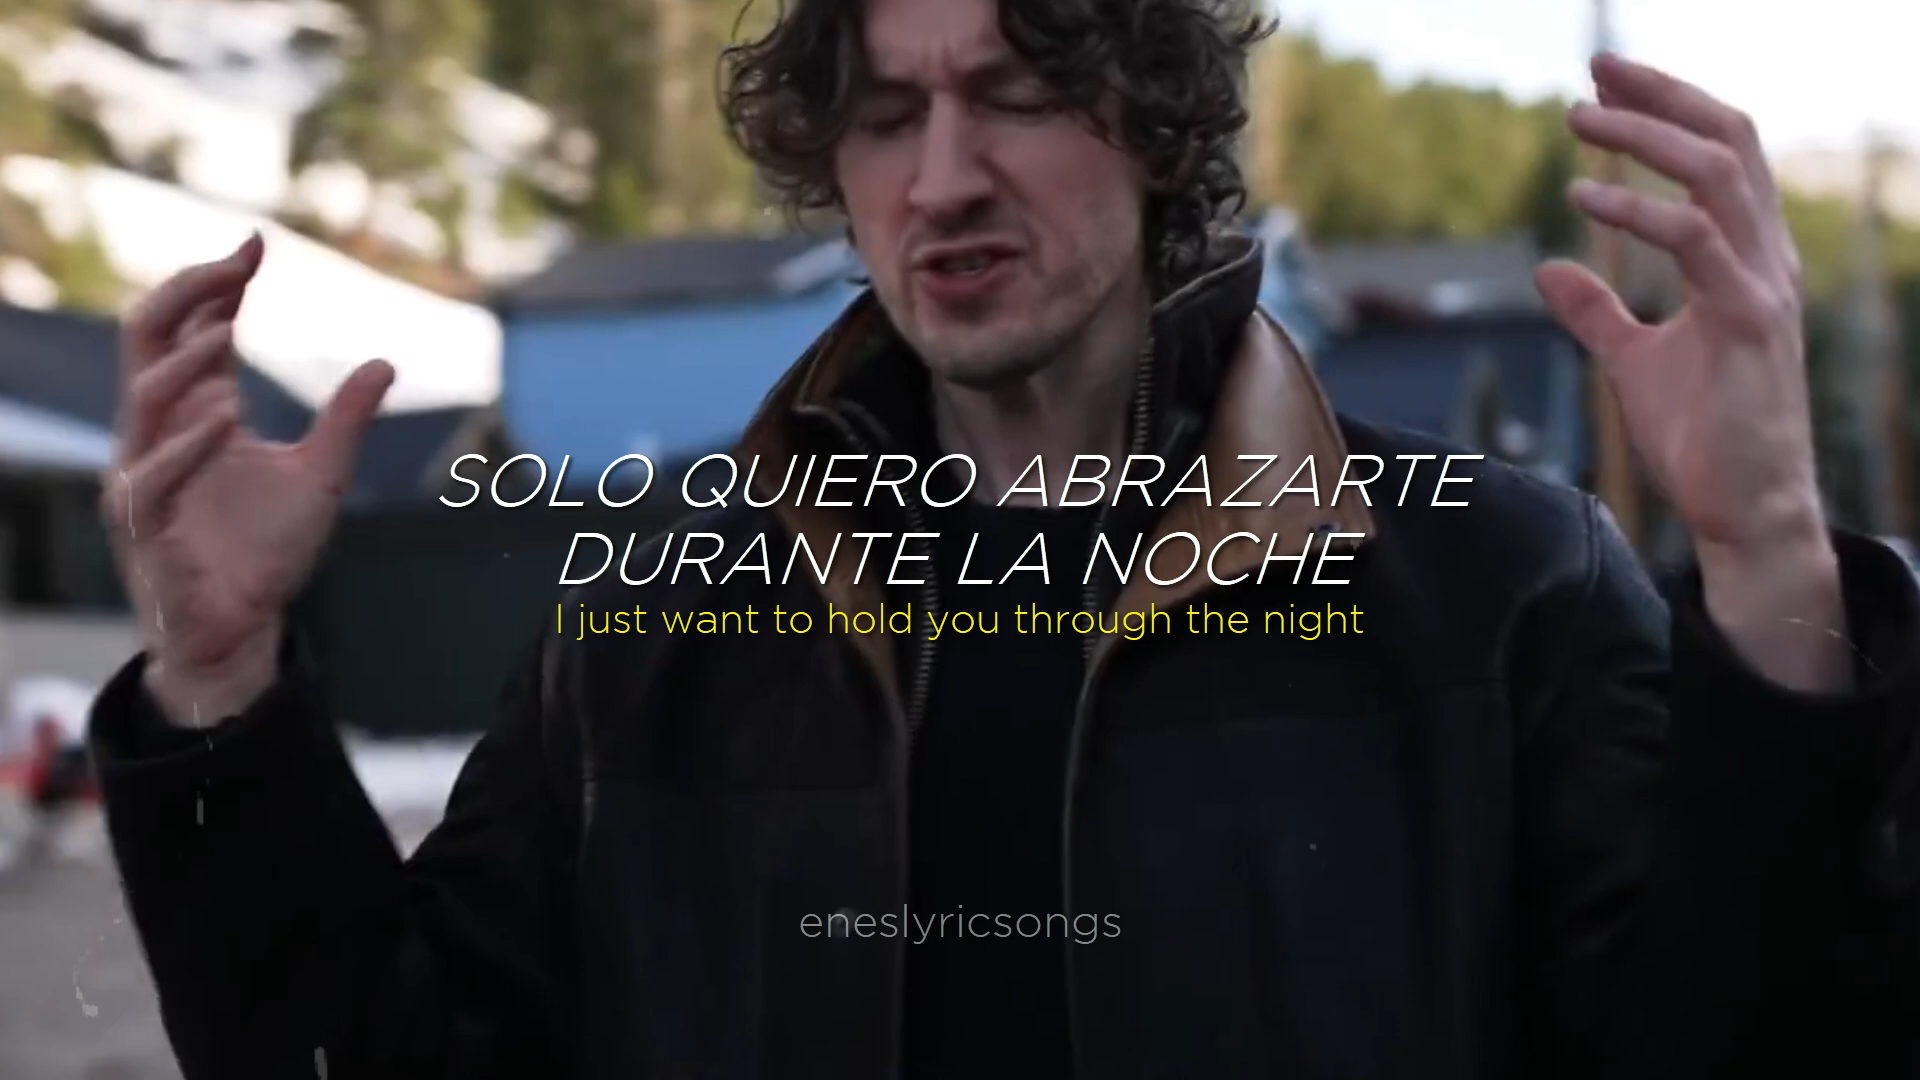 SOLO QUIERO ABRAZARTE
DURANTE LA NOCHE
I just want to hold you through the night
eneslyricsongs